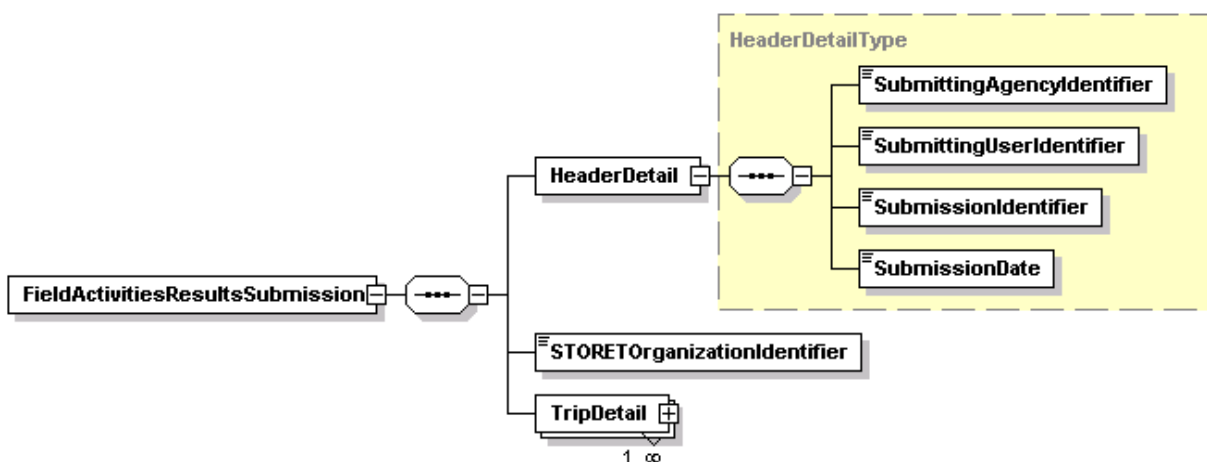 HeaderDetailType
SubmittingAgencyIdentifier
SubmittingUserIdentifier
HeaderDetail
SubmissionIdentifier
SubmissionDate
FieldActivitiesResultsSubmission
STORETOrganizationIdentifier
TripDetail
1..∞